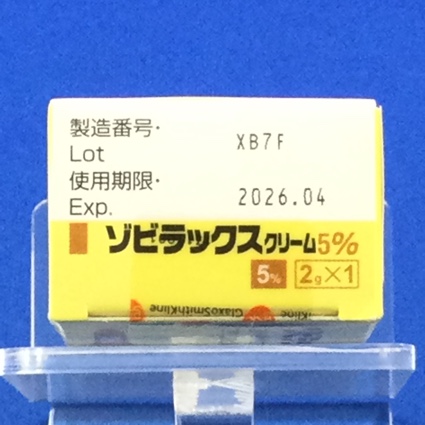 製造番号・
Lot
XB7F
使用期限・
Exp.
2026.04
ゾビラックスクリーム5%
5%
2g×1
GlaxoSmithKline
Kline